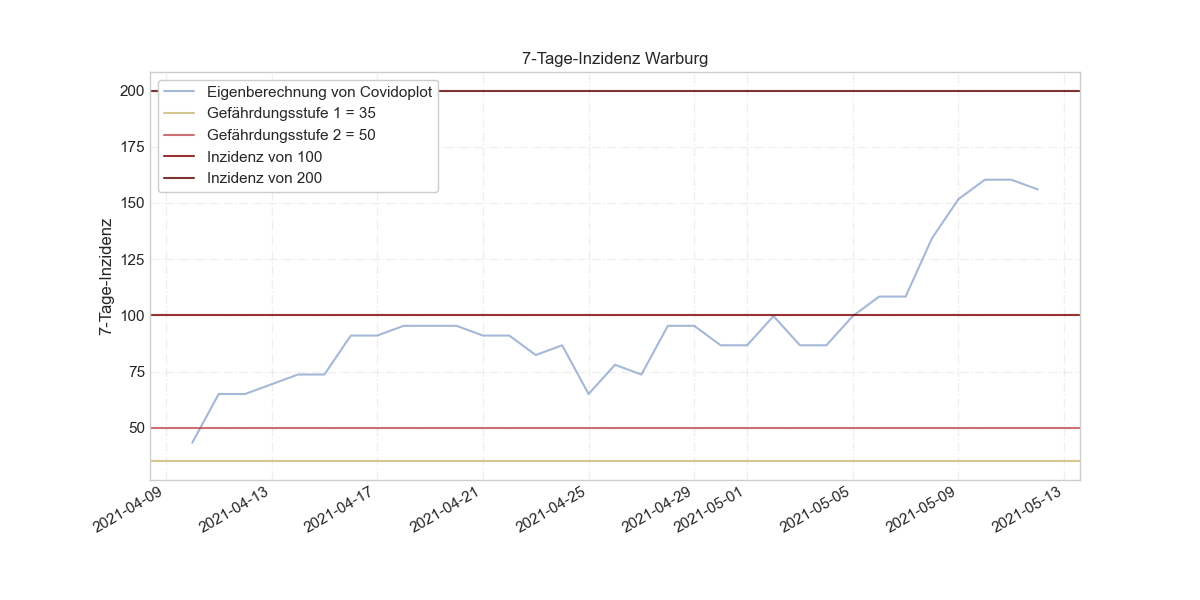 7-Tage-Inzidenz Warburg
7-Tage-Inzidenz
200
175
150
125
100
75
50
Eigenberechnung von Covidoplot
Gefährdungsstufe 1 = 35
Gefährdungsstufe 2 = 50
Inzidenz von 100
Inzidenz von 200
2021-04-09
2021-04-13
2021-04-17
2021-04-21
2021-04-25
2021-04-29
2021-05-01
2021-05-05
2021-05-09
2021-05-13